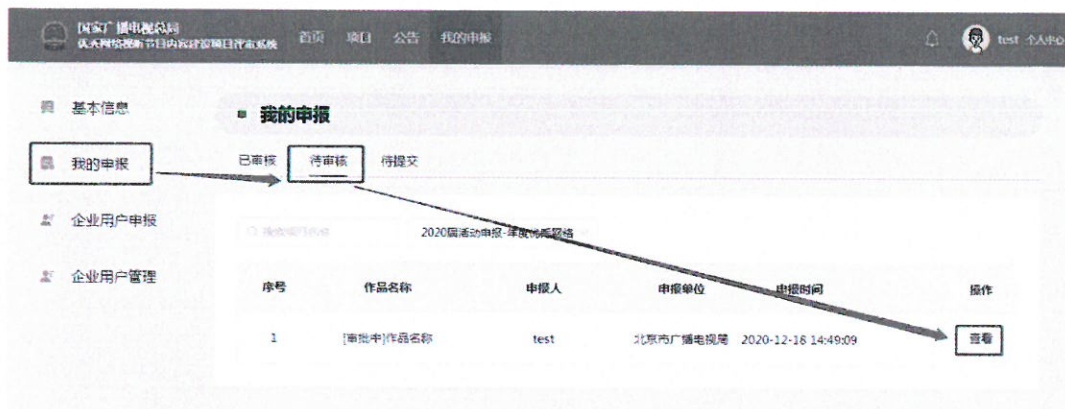 国家广播电视总局
优秀网络视听节目内容建设项目评审系统
首页 项目 公告 我的申报
test 个人中心
基本信息
我的申报
企业用户申报
企业用户管理
我的申报
已审核 待审核 待提交
搜索项目名称
2020届活动申报-年度优秀网络
序号 作品名称 申报人 申报单位 申报时间 操作
1 [审批中]作品名称 test 北京市广播电视局 2020-12-18 14:49:09 查看